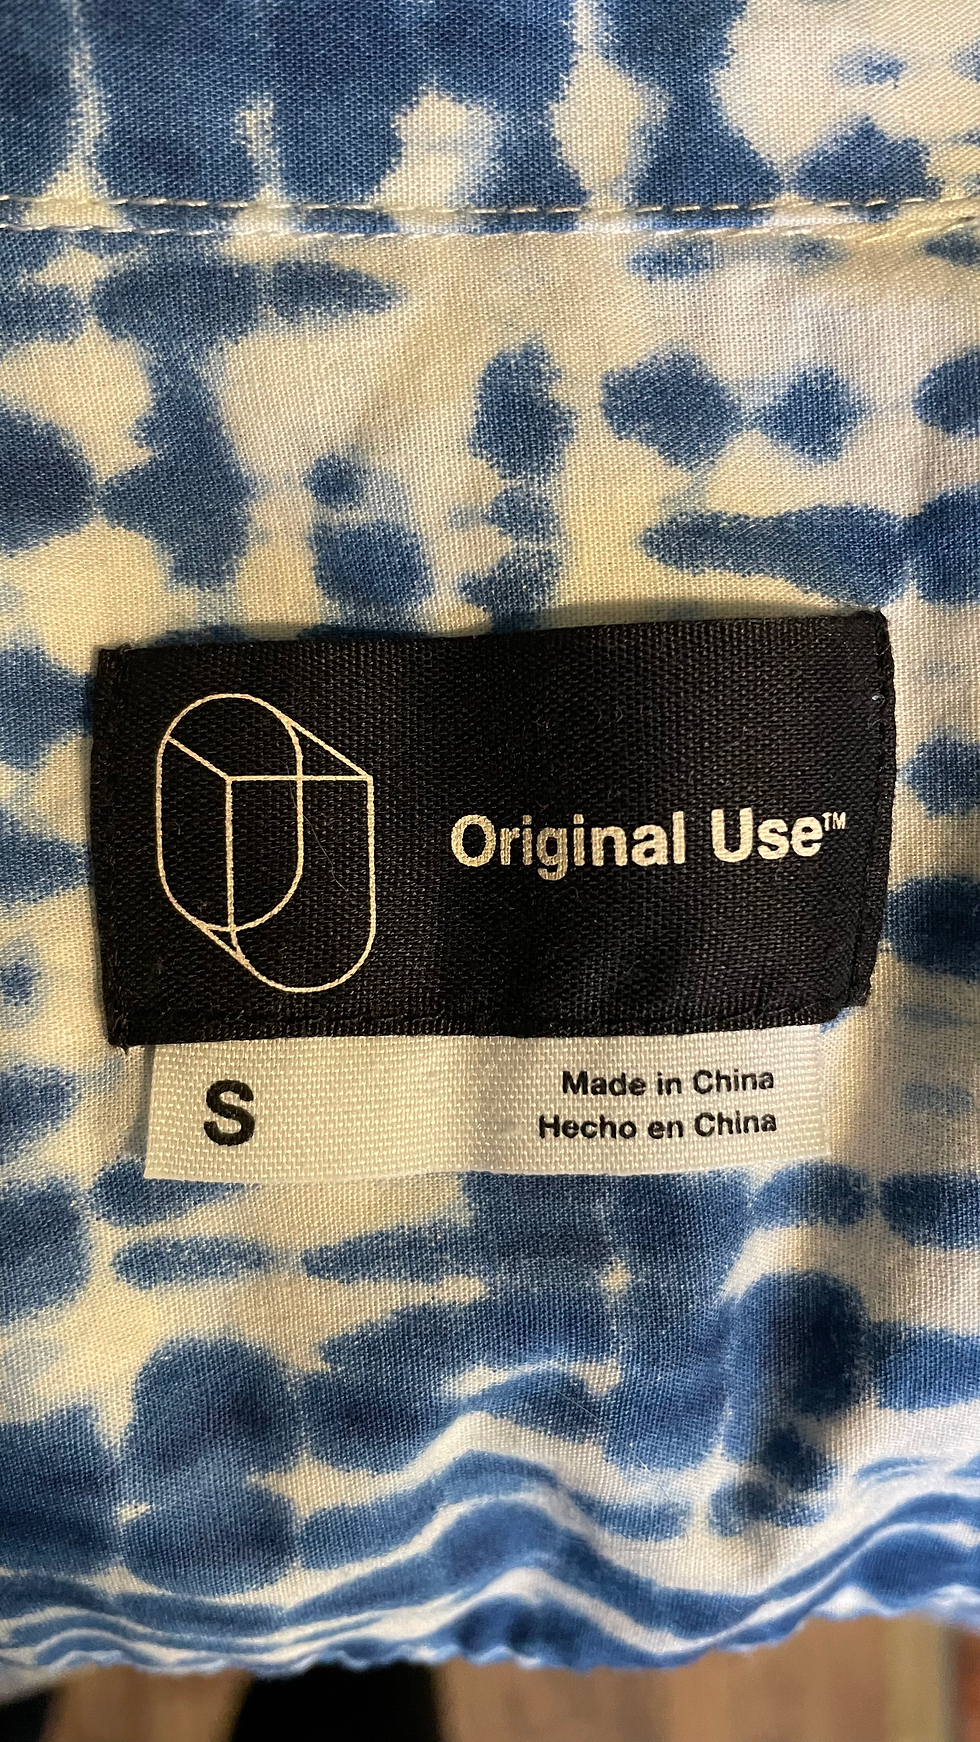 Original Use™
S
Made in China
Hecho en China